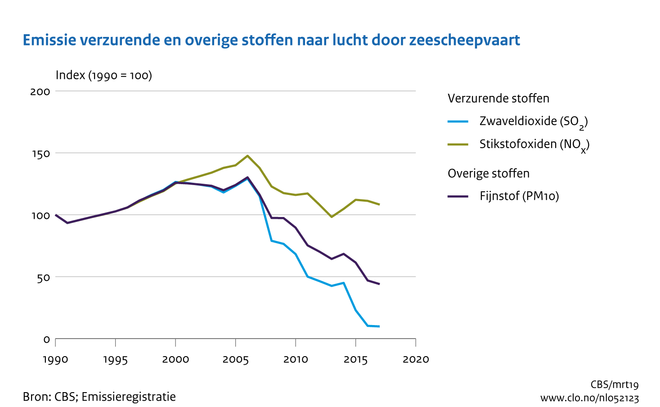 Emissie verzurende en overige stoffen naar lucht door zeescheepvaart
Index (1990 = 100)
200
150
100
50
0
1990 1995 2000 2005 2010 2015 2020
Verzurende stoffen
Zwaveldioxide (SO₂)
Stikstofoxiden (NOₓ)
Overige stoffen
Fijnstof (PM10)
Bron: CBS; Emissieregistratie
CBS/mrt19
www.clo.no/nl052123